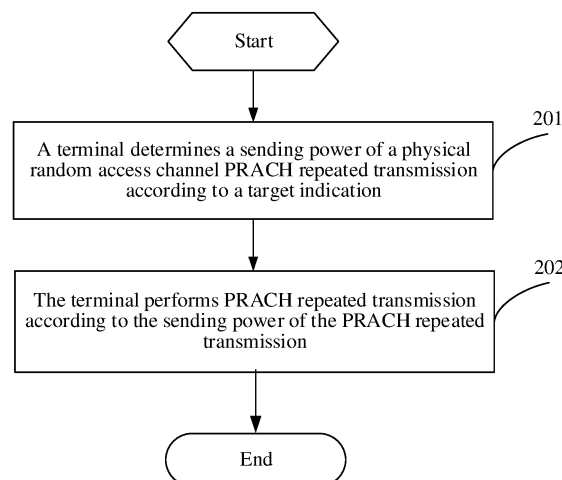 Start
201
A terminal determines a sending power of a physical
random access channel PRACH repeated transmission
according to a target indication
202
The terminal performs PRACH repeated transmission
according to the sending power of the PRACH repeated
transmission
End